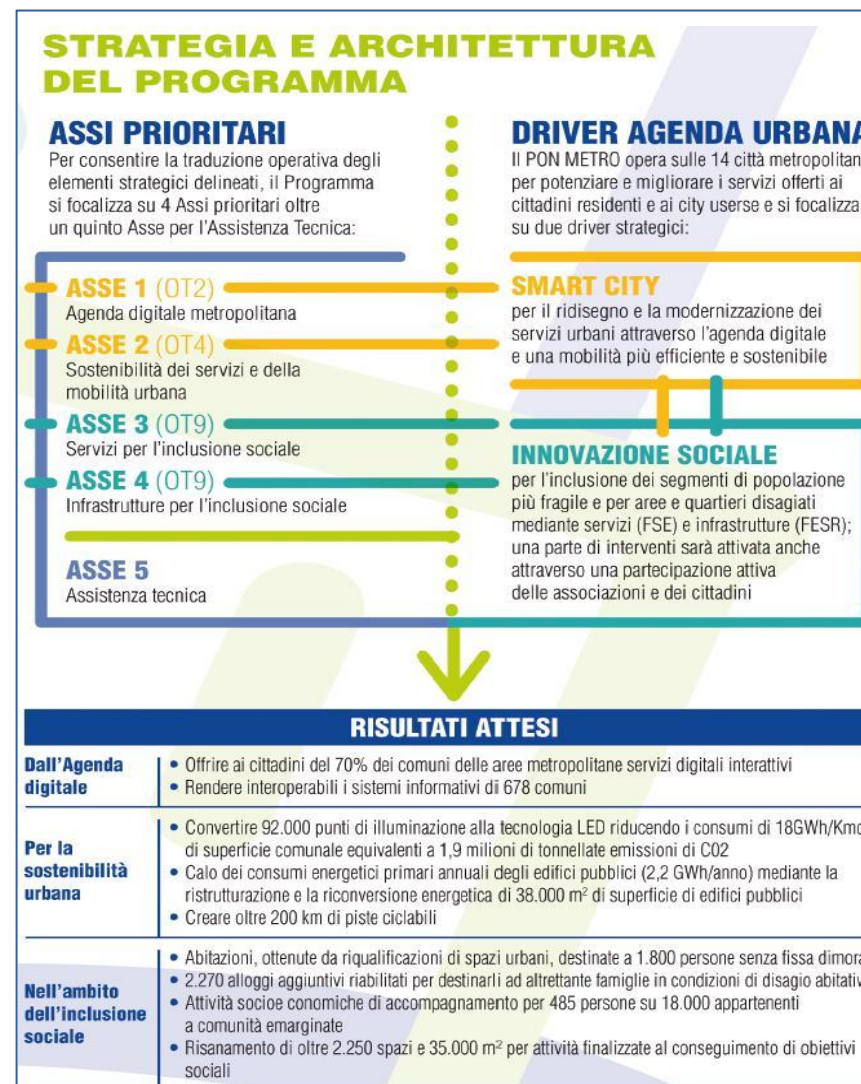 STRATEGIA E ARCHITETTURA
DEL PROGRAMMA
ASSI PRIORITARI
Per consentire la traduzione operativa degli
elementi strategici delineati, il Programma
si focalizza su 4 Assi prioritari oltre
un quinto Asse per l'Assistenza Tecnica:
ASSE 1 (OT2)
Agenda digitale metropolitana
ASSE 2 (OT4)
Sostenibilità dei servizi e della
mobilità urbana
ASSE 3 (OT9)
Servizi per l'inclusione sociale
ASSE 4 (OT9)
Infrastrutture per l'inclusione sociale
ASSE 5
Assistenza tecnica
DRIVER AGENDA URBANA
Il PON METRO opera sulle 14 città metropolitan
per potenziare e migliorare i servizi offerti ai
cittadini residenti e ai city userse e si focalizza
su due driver strategici:
SMART CITY
per il ridisegno e la modernizzazione dei
servizi urbani attraverso l'agenda digitale
e una mobilità più efficiente e sostenibile
INNOVAZIONE SOCIALE
per l'inclusione dei segmenti di popolazione
più fragile e per aree e quartieri disagiati
mediante servizi (FSE) e infrastrutture (FESR);
una parte di interventi sarà attivata anche
attraverso una partecipazione attiva
delle associazioni e dei cittadini
RISULTATI ATTESI
Dall'Agenda
digitale
• Offrire ai cittadini del 70% dei comuni delle aree metropolitane servizi digitali interattivi
• Rendere interoperabili i sistemi informativi di 678 comuni
Per la
sostenibilità
urbana
• Convertire 92.000 punti di illuminazione alla tecnologia LED riducendo i consumi di 18GWh/Kmq
di superficie comunale equivalenti a 1,9 milioni di tonnellate emissioni di C02
• Calo dei consumi energetici primari annuali degli edifici pubblici (2,2 GWh/anno) mediante la
ristrutturazione e la riconversione energetica di 38.000 m² di superficie di edifici pubblici
• Creare oltre 200 km di piste ciclabili
Nell'ambito
dell'inclusione
sociale
• Abitazioni, ottenute da riqualificazioni di spazi urbani, destinate a 1.800 persone senza fissa dimora
• 2.270 alloggi aggiuntivi riabilitati per destinarli ad altrettante famiglie in condizioni di disagio abitativ
• Attività socioe conomiche di accompagnamento per 485 persone su 18.000 appartenenti
a comunità emarginate
• Risanamento di oltre 2.250 spazi e 35.000 m² per attività finalizzate al conseguimento di obiettivi
sociali